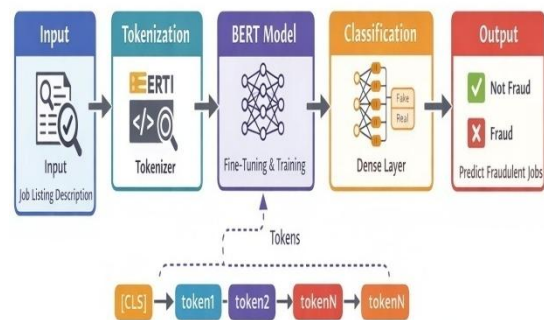 Input
Input
Job Listing Description
Tokenization
ERTI
</>
Tokenizer
BERT Model
Fine-Tuning & Training
Classification
Fake
Real
Dense Layer
Output
Not Fraud
Fraud
Predict Fraudulent Jobs
Tokens
[CLS] token1 token2 tokenN tokenN